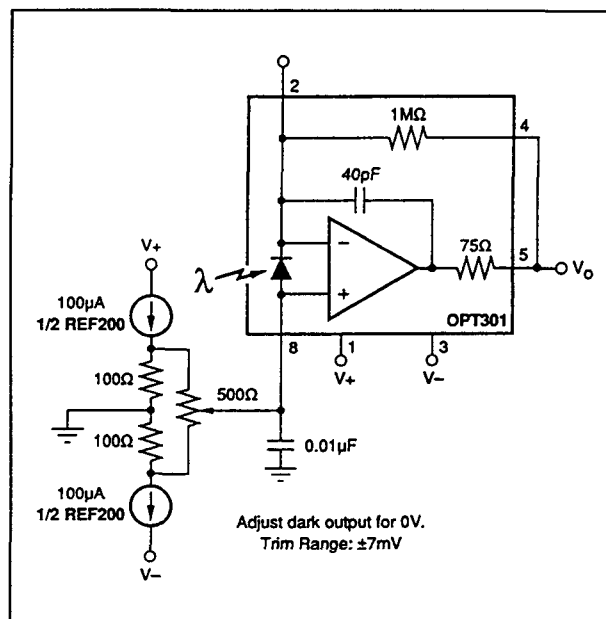 2
1MΩ
4
40pF
V+
λ
−
+
75Ω
5
Vo
100μA
1/2 REF200
OPT301
8
1
3
V+
V−
100Ω
500Ω
100Ω
0.01μF
100μA
1/2 REF200
V−
Adjust dark output for 0V.
Trim Range: ±7mV